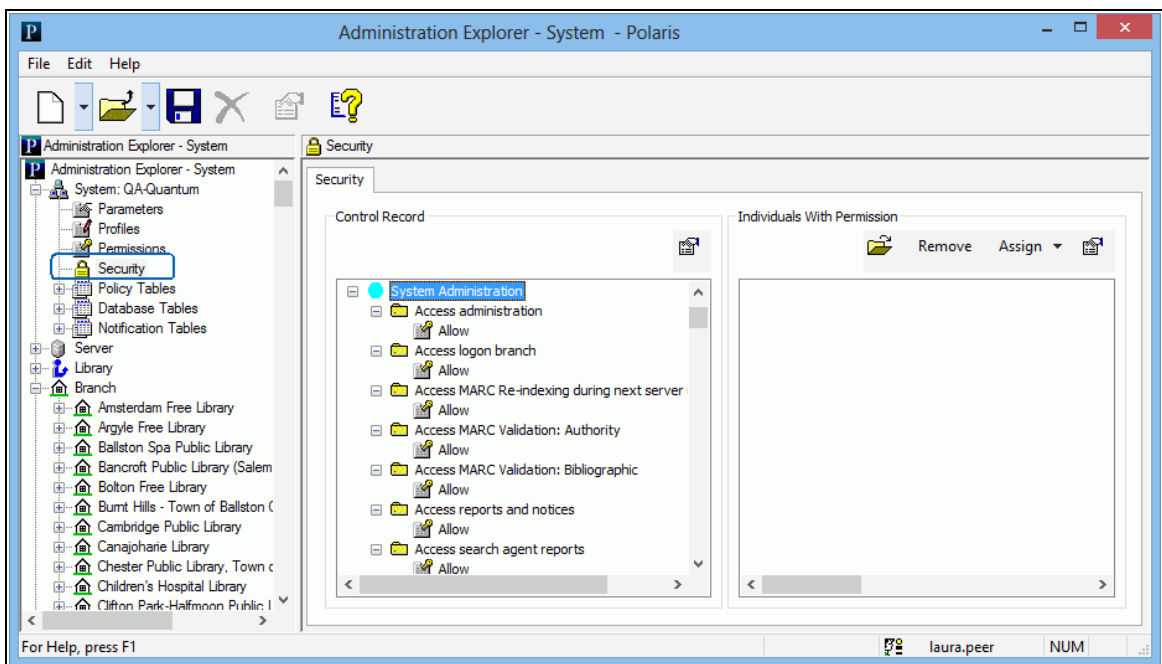 P
Administration Explorer - System - Polaris
File Edit Help
Administration Explorer - System
Administration Explorer - System
System: QA-Quantum
Parameters
Profiles
Permissions
Security
Policy Tables
Database Tables
Notification Tables
Server
Library
Branch
Amsterdam Free Library
Argyle Free Library
Ballston Spa Public Library
Bancroft Public Library (Salem
Bolton Free Library
Burnt Hills - Town of Ballston
Cambridge Public Library
Canajoharie Library
Chester Public Library, Town
Children's Hospital Library
Clifton Park-Halfmoon Public
Security
Security
Control Record
System Administration
Access administration
Allow
Access logon branch
Allow
Access MARC Re-indexing during next server
Allow
Access MARC Validation: Authority
Allow
Access MARC Validation: Bibliographic
Allow
Access reports and notices
Allow
Access search agent reports
Allow
Individuals With Permission
Remove Assign
For Help, press F1
laura.peer NUM